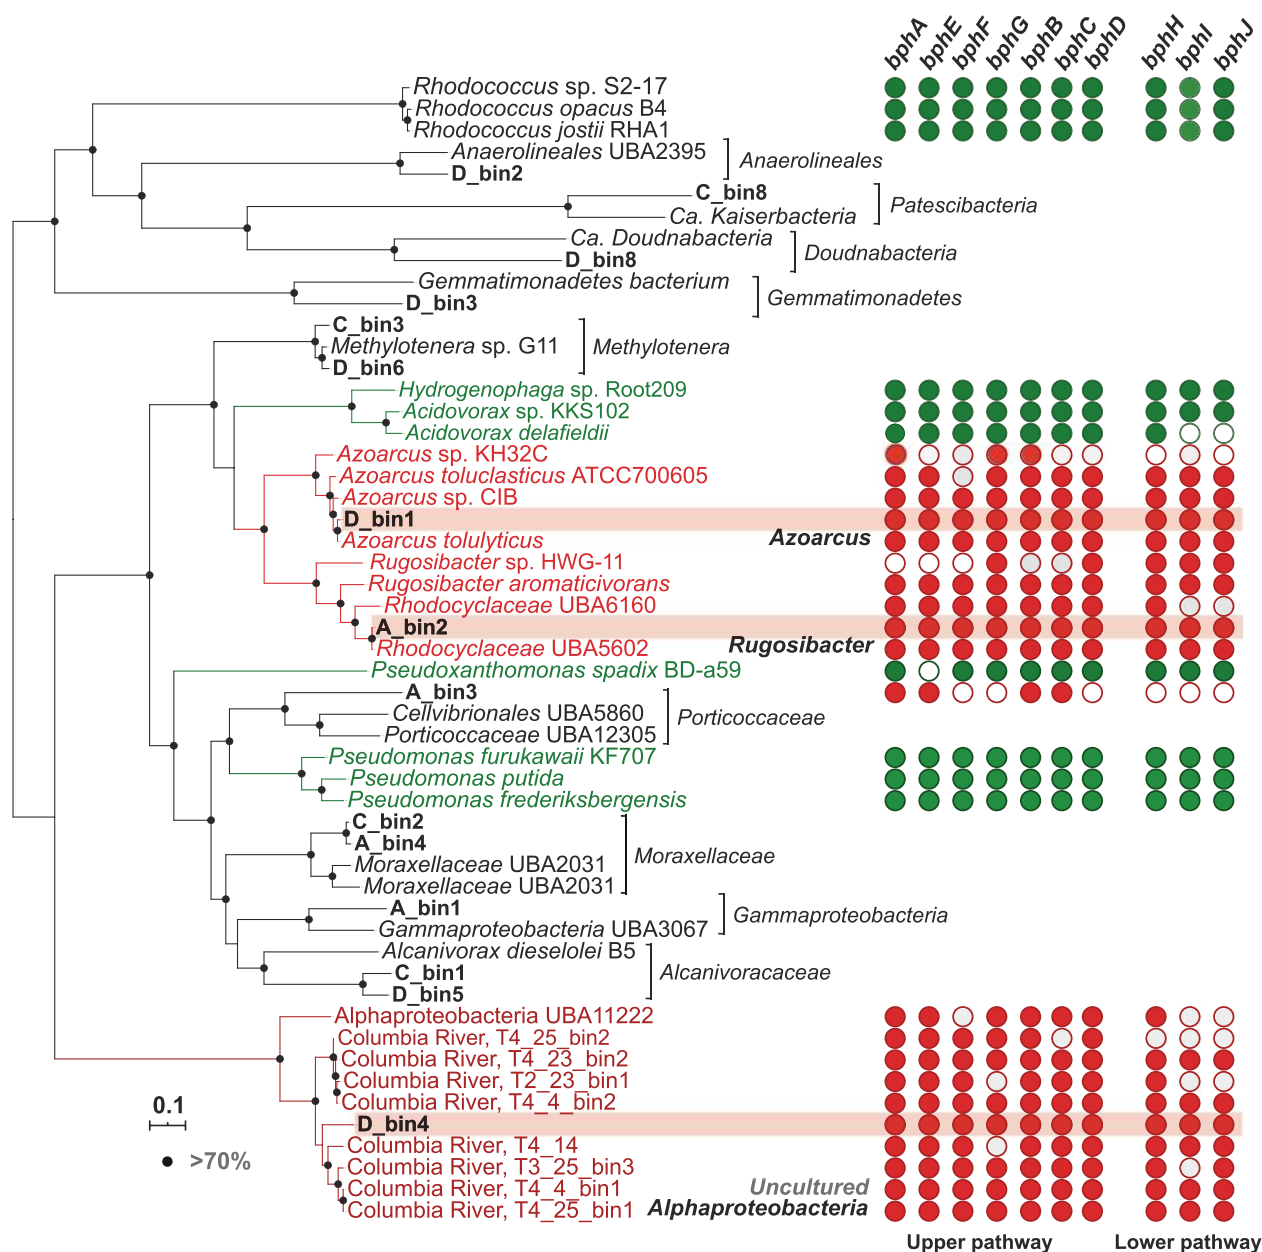 bphA bphE bphF bphG bphB bphC bphD bphH bphI bphJ
Rhodococcus sp. S2-17
Rhodococcus opacus B4
Rhodococcus jostii RHA1
Anaerolineales UBA2395
Anaerolineales
D_bin2
C_bin8
Patescibacteria
Ca. Kaiserbacteria
Ca. Doudnabacteria
Doudnabacteria
D_bin8
Gemmatimonadetes bacterium
Gemmatimonadetes
D_bin3
C_bin3
Methylotenera sp. G11
Methylotenera
D_bin6
Hydrogenophaga sp. Root209
Acidovorax sp. KKS102
Acidovorax delafieldii
Azoarcus sp. KH32C
Azoarcus toluclasticus ATCC700605
Azoarcus sp. CIB
D_bin1
Azoarcus
Azoarcus tolulyticus
Rugosibacter sp. HWG-11
Rugosibacter aromaticivorans
Rhodocyclaceae UBA6160
A_bin2
Rugosibacter
Rhodocyclaceae UBA5602
Pseudoxanthomonas spadix BD-a59
A_bin3
Cellvibrionales UBA5860
Porticoccaceae
Porticoccaceae UBA12305
Pseudomonas furukawaii KF707
Pseudomonas putida
Pseudomonas frederiksbergensis
C_bin2
A_bin4
Moraxellaceae
Moraxellaceae UBA2031
Moraxellaceae UBA2031
A_bin1
Gammaproteobacteria
Gammaproteobacteria UBA3067
Alcanivorax dieselolei B5
Alcanivoracaceae
C_bin1
D_bin5
Alphaproteobacteria UBA11222
Columbia River, T4_25_bin2
Columbia River, T4_23_bin2
Columbia River, T2_23_bin1
Columbia River, T4_4_bin2
D_bin4
Columbia River, T4_14
Columbia River, T3_25_bin3
Columbia River, T4_4_bin1
Columbia River, T4_25_bin1
Uncultured
Alphaproteobacteria
0.1
>70%
Upper pathway
Lower pathway